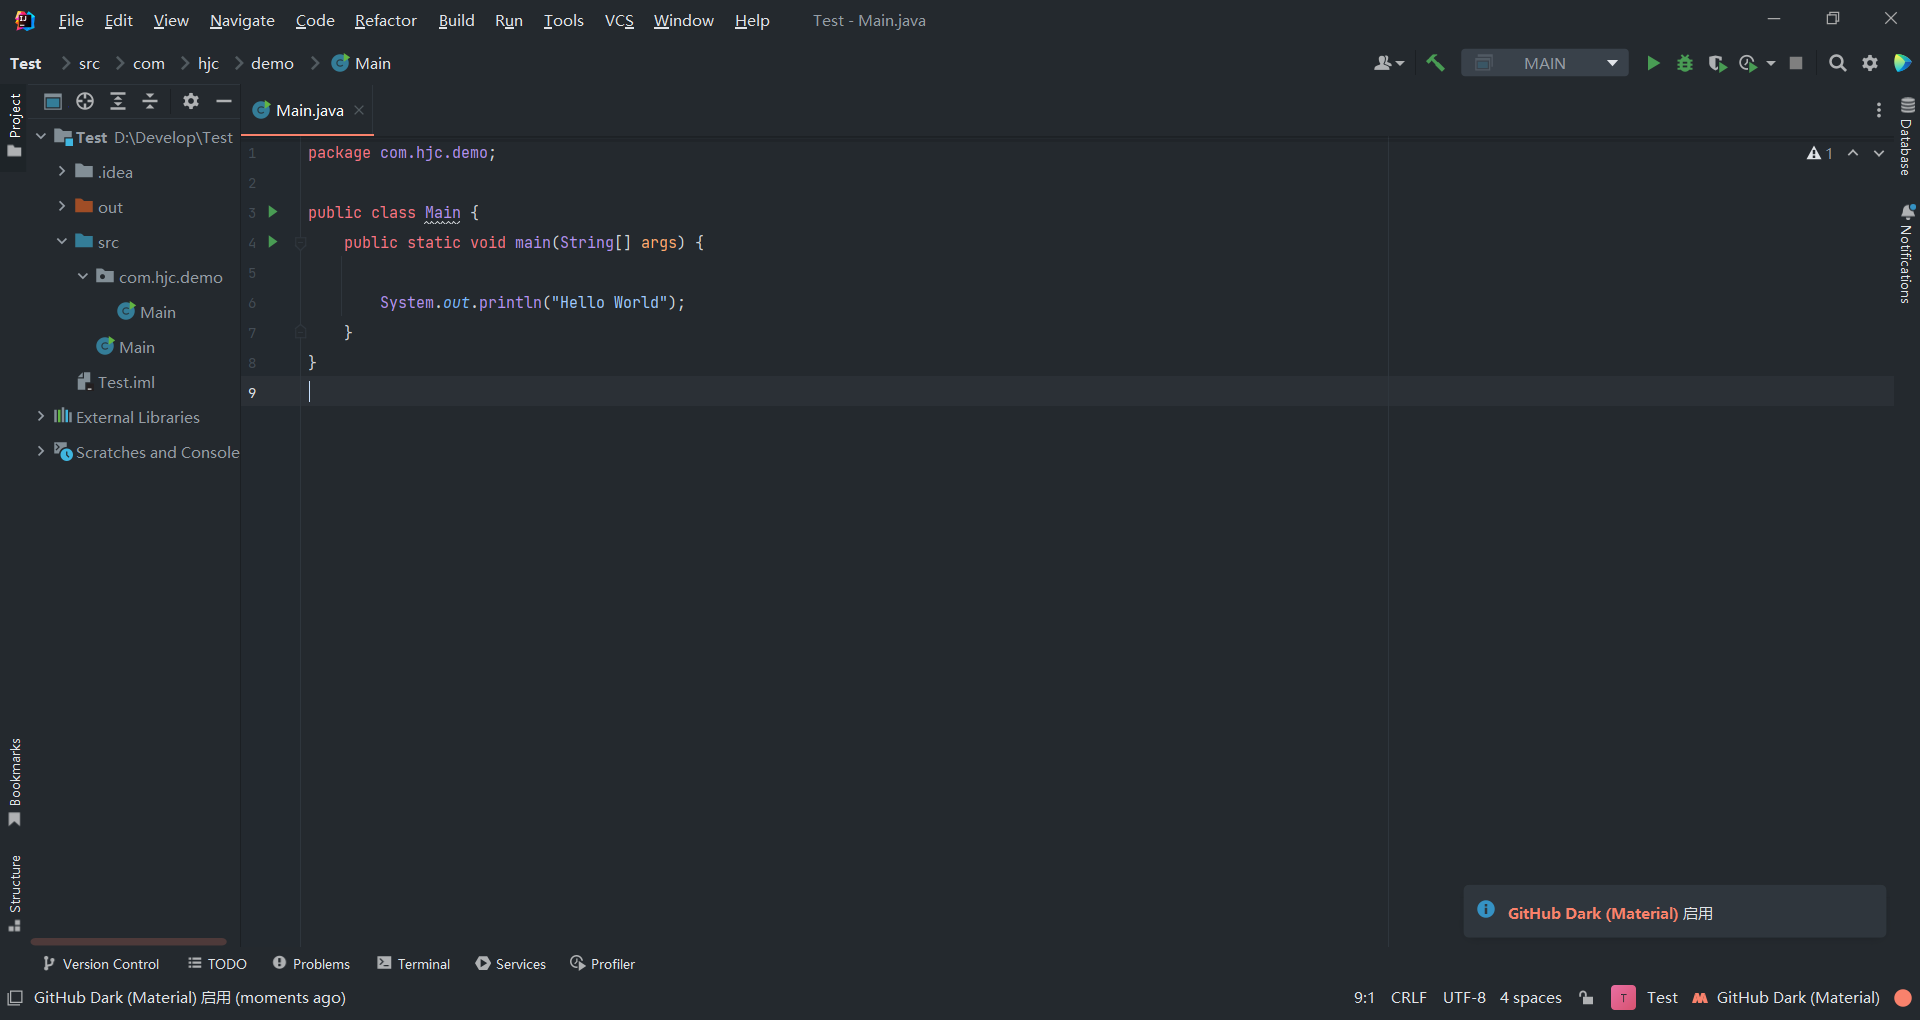 File Edit View Navigate Code Refactor Build Run Tools VCS Window Help Test - Main.java
Test src com hjc demo Main
MAIN
Project
Test D:\Develop\Test
.idea
out
src
com.hjc.demo
Main
Main
Test.iml
External Libraries
Scratches and Console
Main.java
1 package com.hjc.demo;
2
3 public class Main {
4 public static void main(String[] args) {
5
6 System.out.println("Hello World");
7 }
8 }
9
1
Database
Notifications
Bookmarks
Structure
GitHub Dark (Material) 启用
Version Control TODO Problems Terminal Services Profiler
GitHub Dark (Material) 启用 (moments ago)
9:1 CRLF UTF-8 4 spaces T Test GitHub Dark (Material)